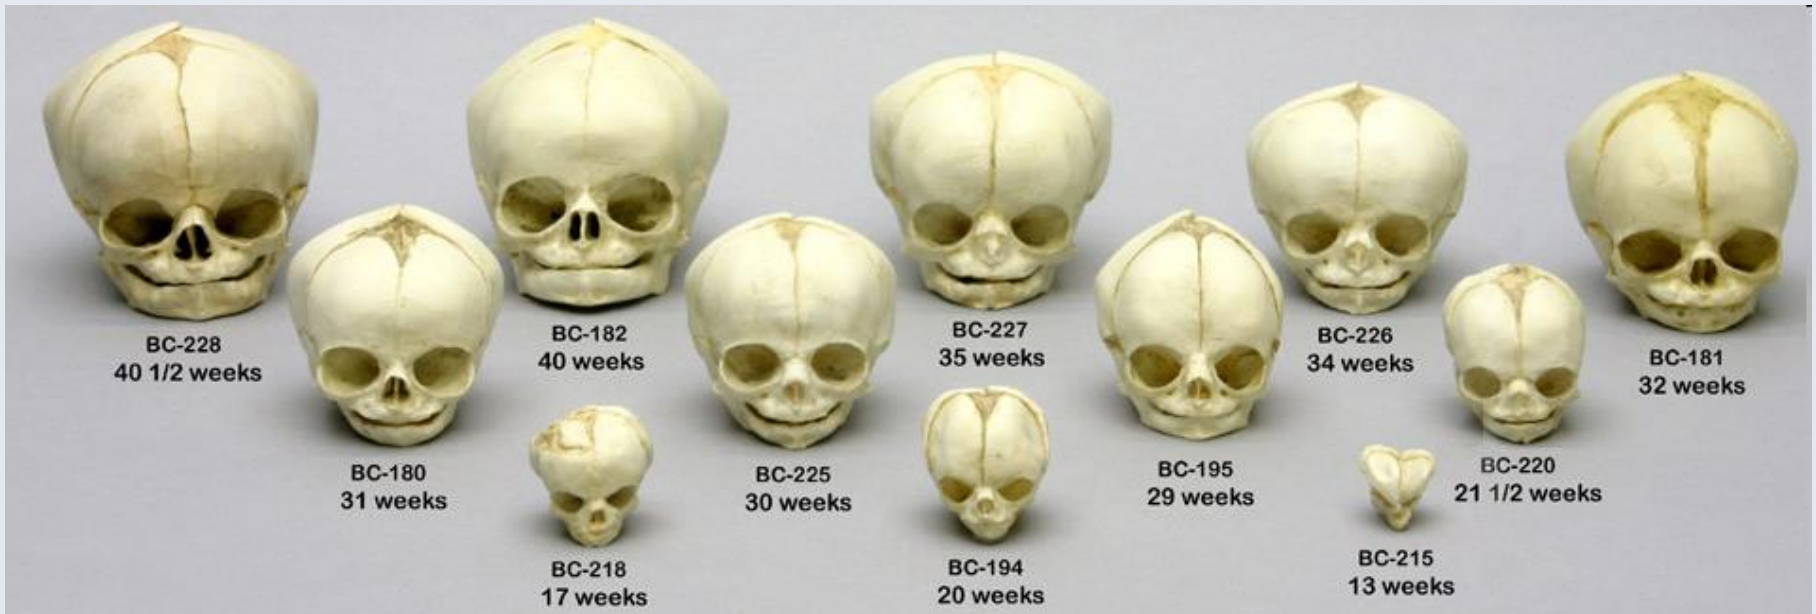 BC-228
40 1/2 weeks
BC-182
40 weeks
BC-227
35 weeks
BC-226
34 weeks
BC-181
32 weeks
BC-180
31 weeks
BC-225
30 weeks
BC-195
29 weeks
BC-220
21 1/2 weeks
BC-218
17 weeks
BC-194
20 weeks
BC-215
13 weeks